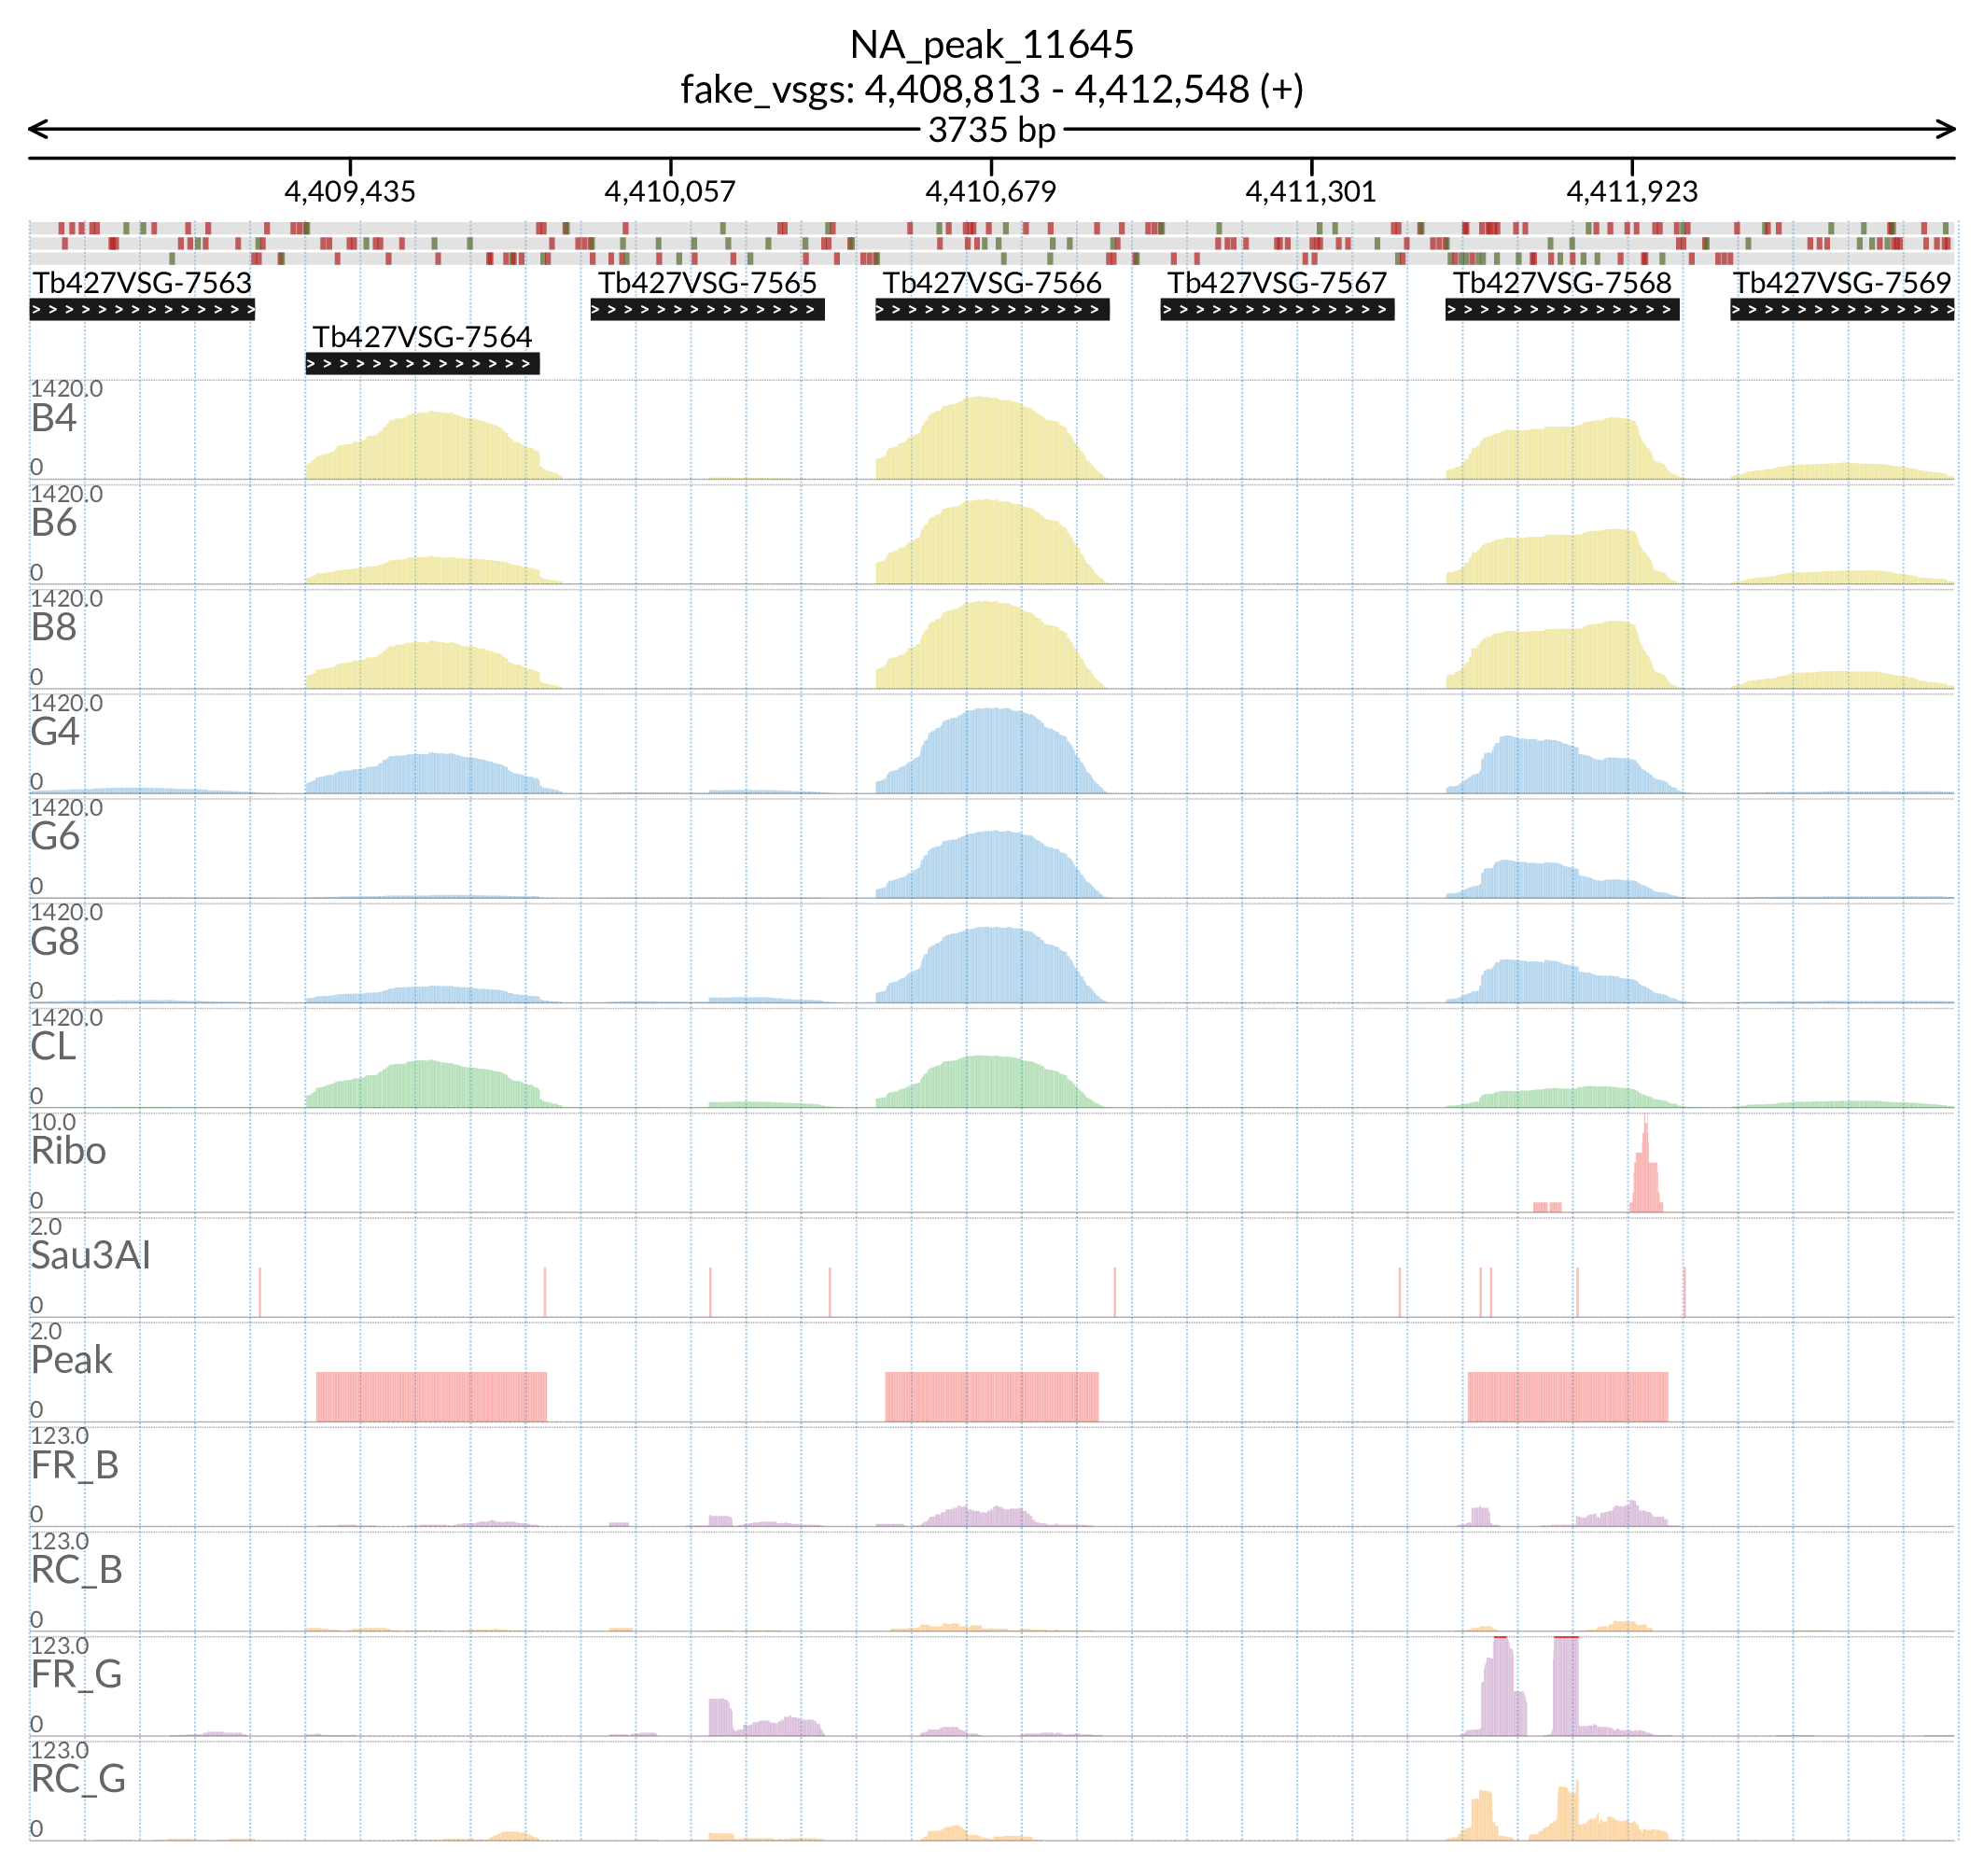 NA_peak_11645
fake_vsgs: 4,408,813 - 4,412,548 (+)
3735 bp
4,409,435 4,410,057 4,410,679 4,411,301 4,411,923
Tb427VSG-7563 Tb427VSG-7565 Tb427VSG-7566 Tb427VSG-7567 Tb427VSG-7568 Tb427VSG-7569
Tb427VSG-7564
1420.0
B4
0
1420.0
B6
0
1420.0
B8
0
1420.0
G4
0
1420.0
G6
0
1420.0
G8
0
1420.0
CL
0
10.0
Ribo
0
2.0
Sau3AI
0
2.0
Peak
0
123.0
FR_B
0
123.0
RC_B
0
123.0
FR_G
0
123.0
RC_G
0